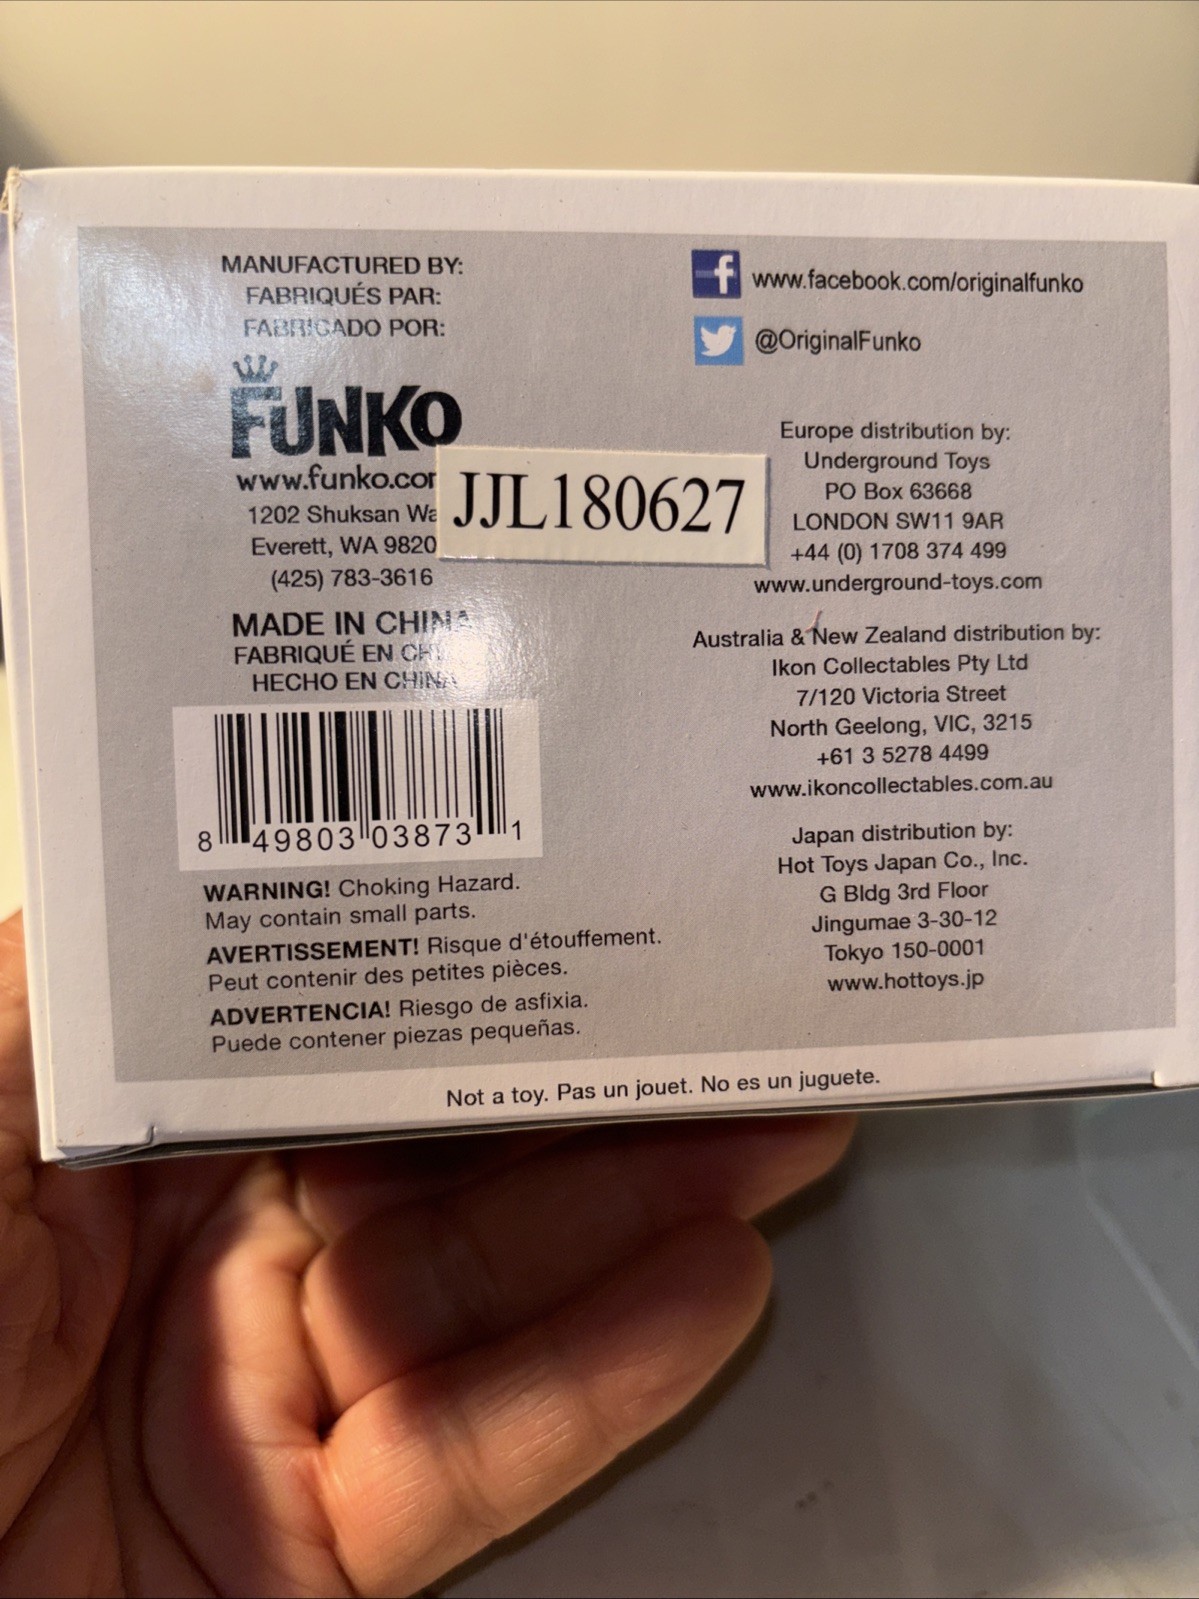 MANUFACTURED BY:
FABRIQUÉS PAR:
FABRICADO POR:
FUNKO
www.funko.cor
1202 Shuksan Wa
Everett, WA 9820
(425) 783-3616
JJL180627
MADE IN CHINA
FABRIQUÉ EN
HECHO EN CHINA
8 49803 03873 1
WARNING! Choking Hazard.
May contain small parts.
AVERTISSEMENT! Risque d'étouffement.
Peut contenir des petites pièces.
ADVERTENCIA! Riesgo de asfixia.
Puede contener piezas pequeñas.
f www.facebook.com/originalfunko
@OriginalFunko
Europe distribution by:
Underground Toys
PO Box 63668
LONDON SW11 9AR
+44 (0) 1708 374 499
www.underground-toys.com
Australia & New Zealand distribution by:
Ikon Collectables Pty Ltd
7/120 Victoria Street
North Geelong, VIC, 3215
+61 3 5278 4499
www.ikoncollectables.com.au
Japan distribution by:
Hot Toys Japan Co., Inc.
G Bldg 3rd Floor
Jingumae 3-30-12
Tokyo 150-0001
www.hottoys.jp
Not a toy. Pas un jouet. No es un juguete.